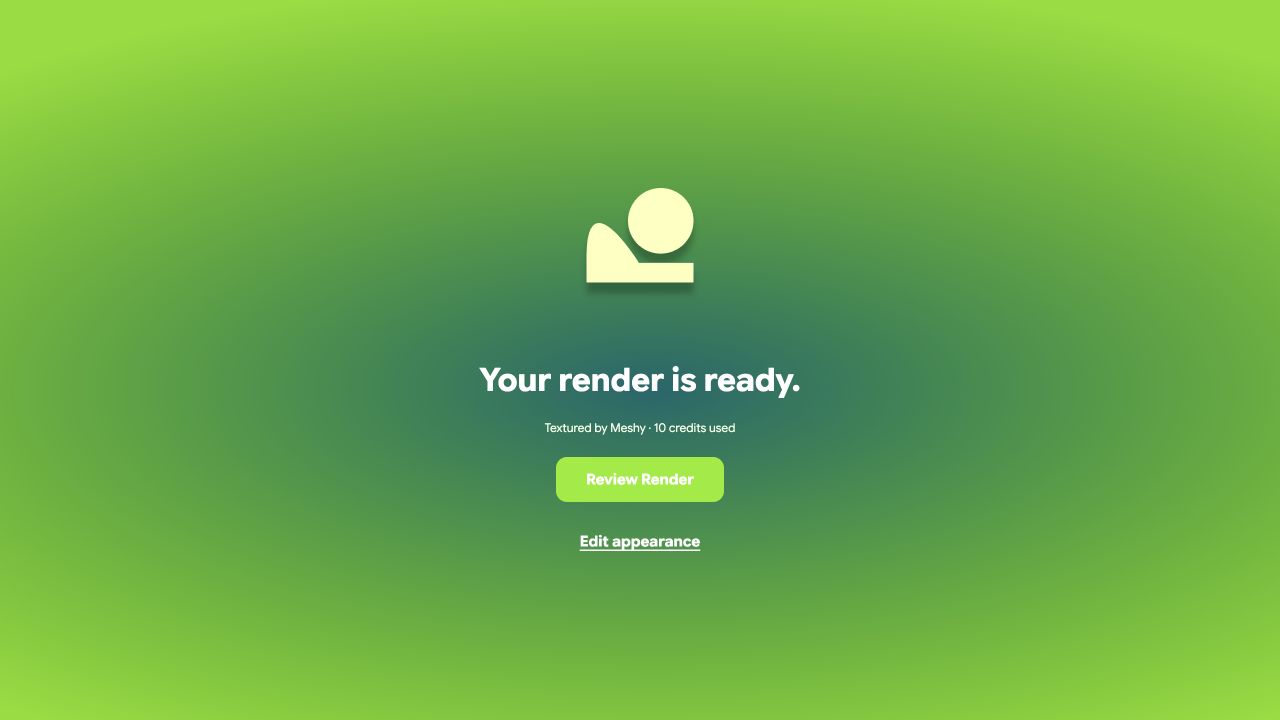 Your render is ready.
Textured by Meshy · 10 credits used
Review Render
Edit appearance